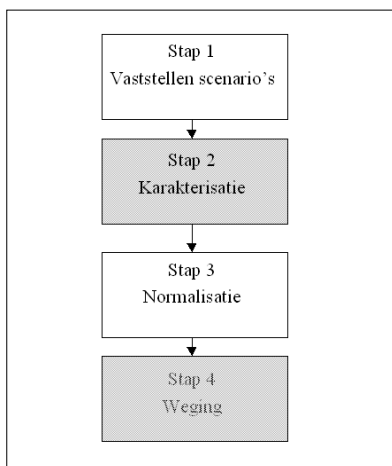 Stap 1
Vaststellen scenario's
Stap 2
Karakterisatie
Stap 3
Normalisatie
Stap 4
Weging